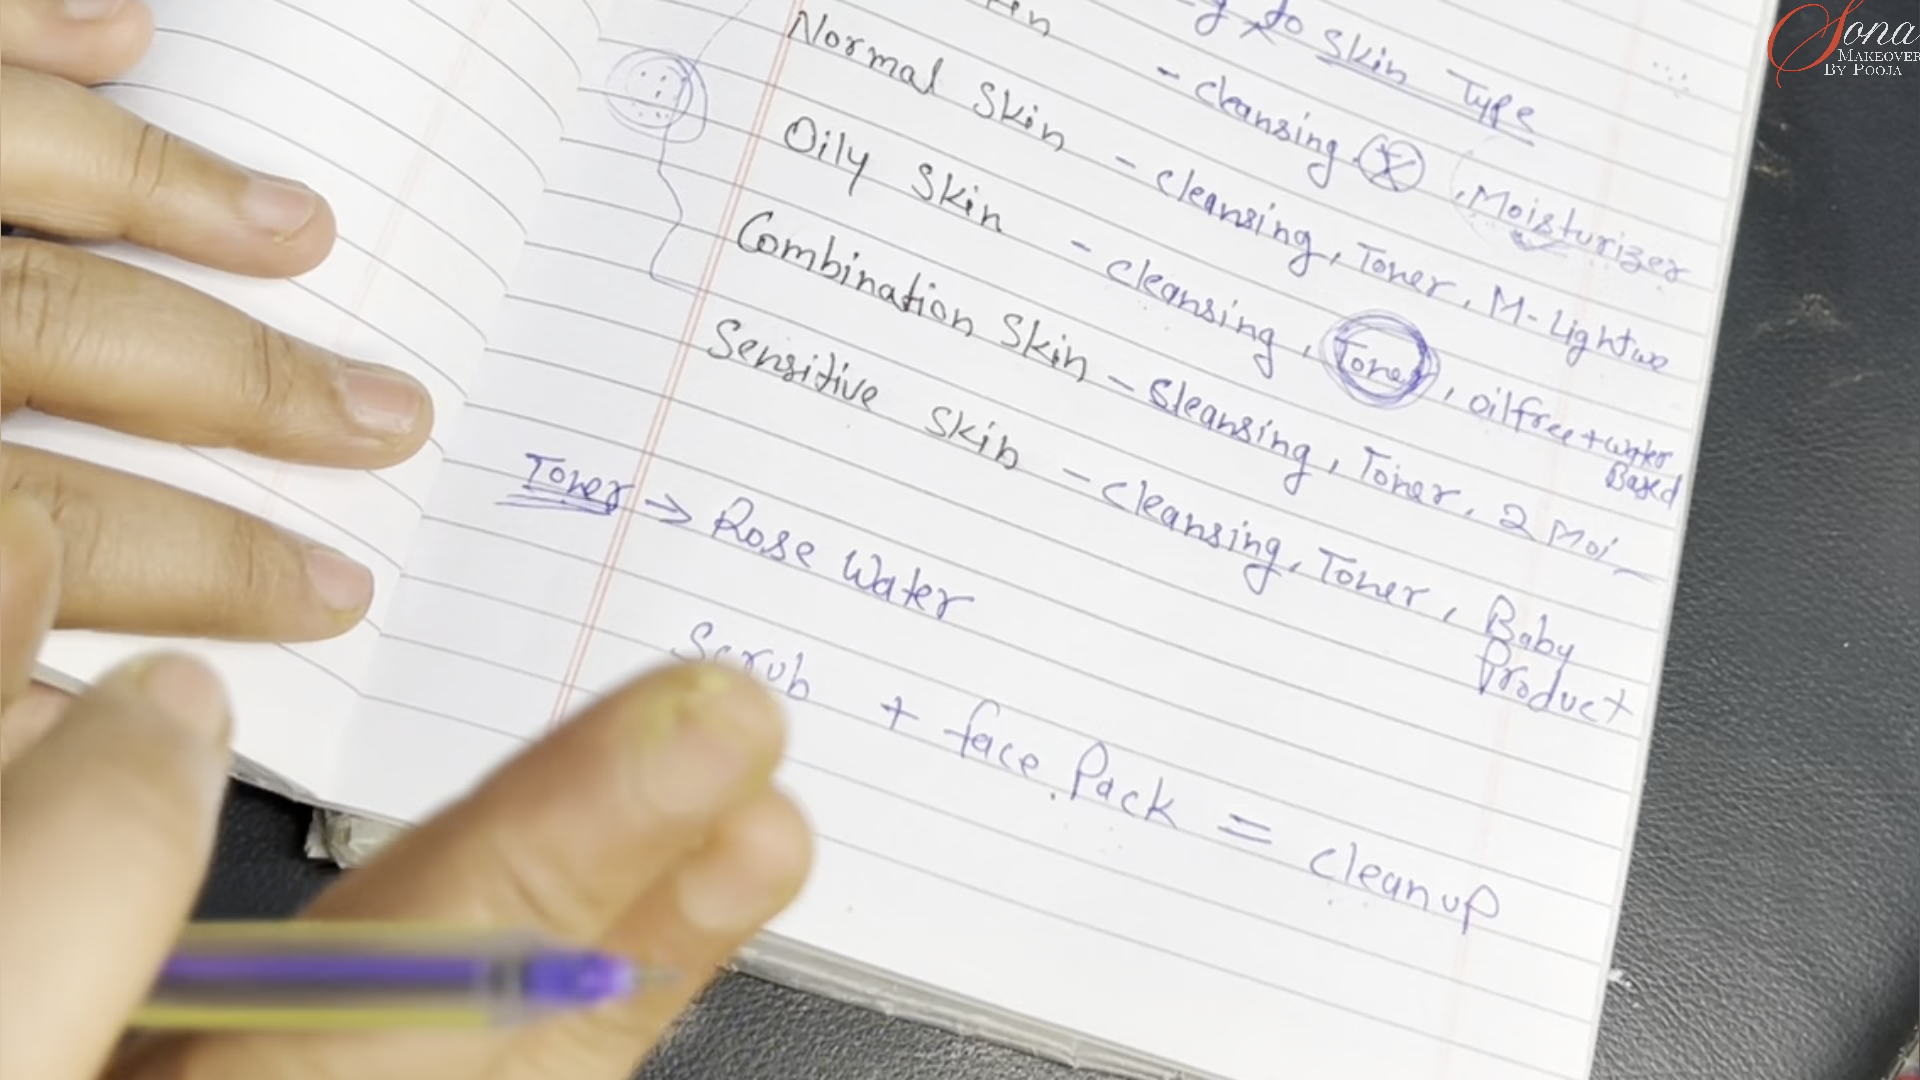 to Skin Type
- cleansing , Moisturizer
Normal Skin - cleansing, Toner, M-Lightwe
Oily Skin - cleansing, Toner, oilfree + water Based
Combination Skin - Sleansing, Toner, 2 Moi
Sensitive Skin - cleansing, Toner, Baby Product
Toner → Rose Water
Scrub + face Pack = cleanup
Sona
MAKEOVER
BY POOJA